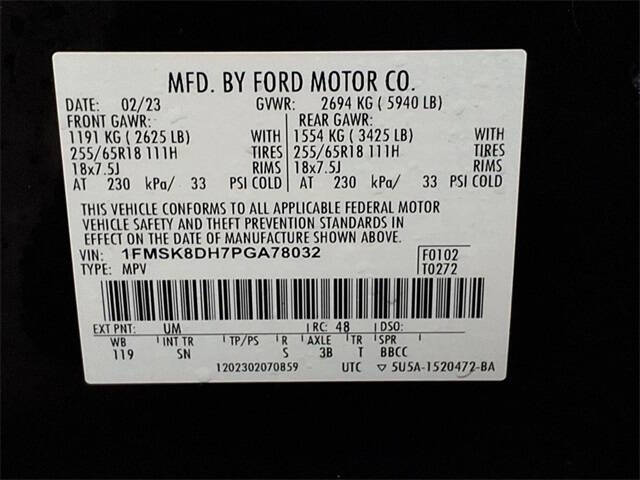 MFD. BY FORD MOTOR CO.
DATE: 02/23 GVWR: 2694 KG ( 5940 LB)
FRONT GAWR: REAR GAWR:
1191 KG ( 2625 LB) WITH 1554 KG ( 3425 LB) WITH
255/65R18 111H TIRES 255/65R18 111H TIRES
18x7.5J RIMS 18x7.5J RIMS
AT 230 kPa/ 33 PSI COLD AT 230 kPa/ 33 PSI COLD
THIS VEHICLE CONFORMS TO ALL APPLICABLE FEDERAL MOTOR
VEHICLE SAFETY AND THEFT PREVENTION STANDARDS IN
EFFECT ON THE DATE OF MANUFACTURE SHOWN ABOVE.
VIN: 1FMSK8DH7PGA78032 F0102
TYPE: MPV T0272
EXT PNT: UM RC: 48 DSO:
WB INT TR TP/PS R AXLE TR SPR
119 SN S 3B T BBCC
1202302070859 UTC ▽ 5U5A-1520472-BA